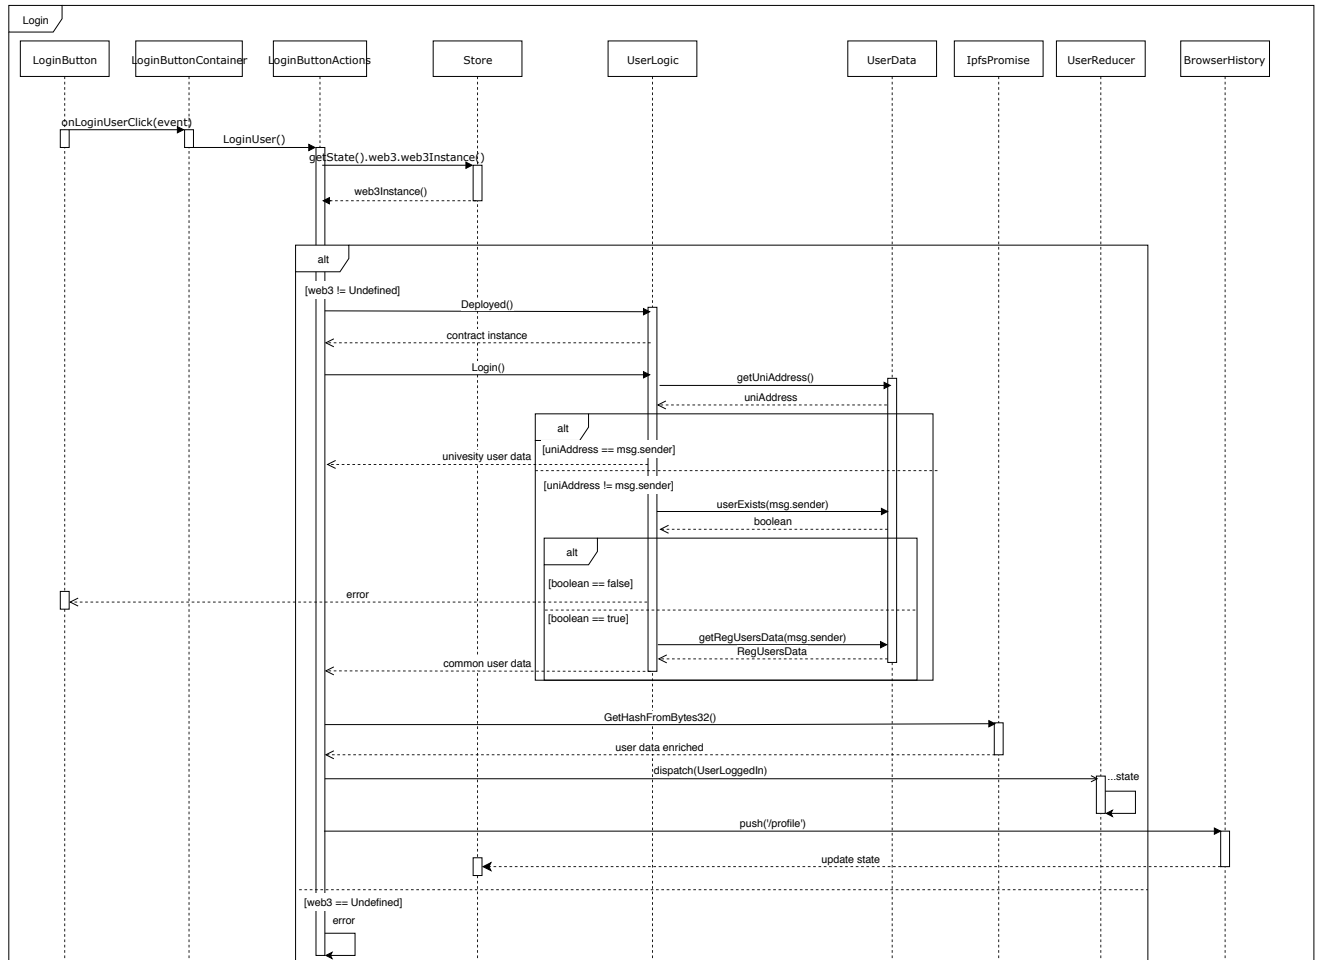 Login
LoginButton
LoginButtonContainer
LoginButtonActions
Store
UserLogic
UserData
IpfsPromise
UserReducer
BrowserHistory
onLoginUserClick(event)
LoginUser()
getState().web3.web3Instance()
web3Instance()
alt
[web3 != Undefined]
Deployed()
contract instance
Login()
getUniAddress()
uniAddress
alt
[uniAddress == msg.sender]
univesity user data
[uniAddress != msg.sender]
userExists(msg.sender)
boolean
alt
[boolean == false]
error
[boolean == true]
getRegUsersData(msg.sender)
RegUsersData
common user data
GetHashFromBytes32()
user data enriched
dispatch(UserLoggedIn)
...state
push('/profile')
update state
[web3 == Undefined]
error